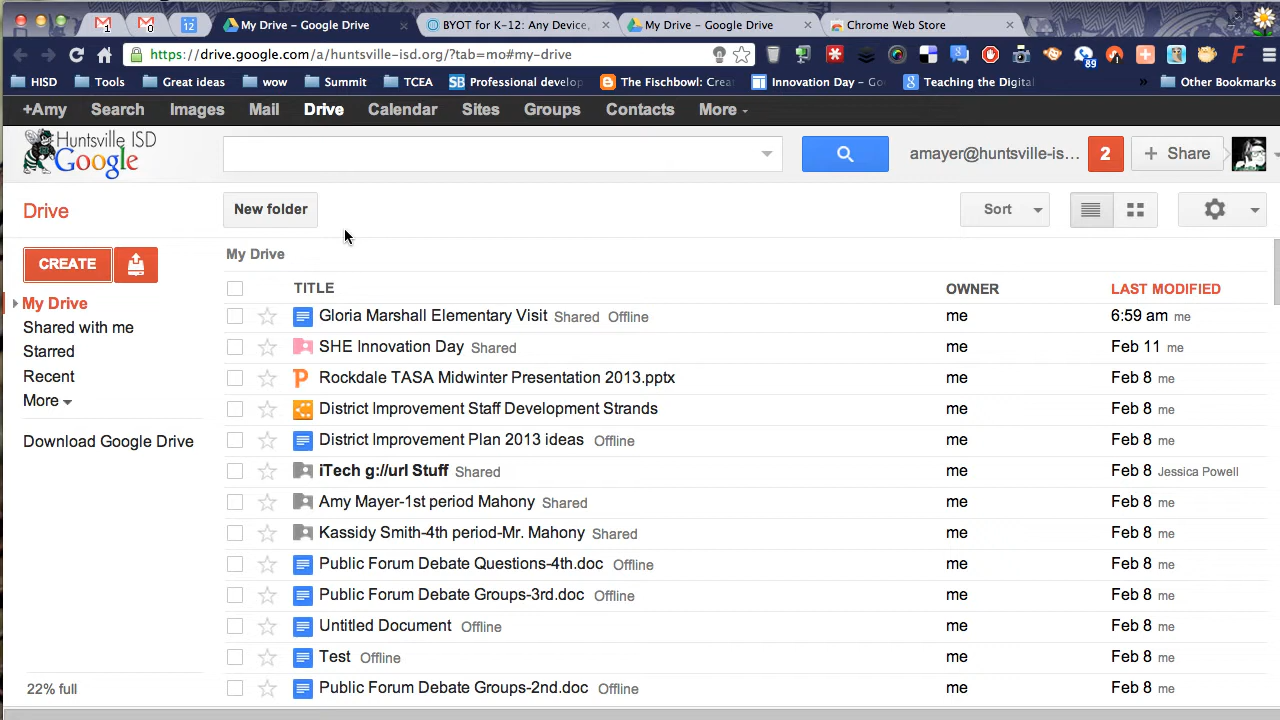 1
0
12
My Drive – Google Drive
BYOT for K-12: Any Device,
My Drive – Google Drive
Chrome Web Store
https://drive.google.com/a/huntsville-isd.org/?tab=mo#my-drive
89
HISD
Tools
Great ideas
wow
Summit
TCEA
SB Professional develop
The Fischbowl: Creat
Innovation Day – Go
Teaching the Digital
» Other Bookmarks
+Amy Search Images Mail Drive Calendar Sites Groups Contacts More
Huntsville ISD
Google
amayer@huntsville-is...
2
+ Share
Drive
New folder
Sort
CREATE
My Drive
My Drive
Shared with me
Starred
Recent
More
Download Google Drive
22% full
TITLE OWNER LAST MODIFIED
Gloria Marshall Elementary Visit Shared Offline me 6:59 am me
SHE Innovation Day Shared me Feb 11 me
Rockdale TASA Midwinter Presentation 2013.pptx me Feb 8 me
District Improvement Staff Development Strands me Feb 8 me
District Improvement Plan 2013 ideas Offline me Feb 8 me
iTech g://url Stuff Shared me Feb 8 Jessica Powell
Amy Mayer-1st period Mahony Shared me Feb 8 me
Kassidy Smith-4th period-Mr. Mahony Shared me Feb 8 me
Public Forum Debate Questions-4th.doc Offline me Feb 8 me
Public Forum Debate Groups-3rd.doc Offline me Feb 8 me
Untitled Document Offline me Feb 8 me
Test Offline me Feb 8 me
Public Forum Debate Groups-2nd.doc Offline me Feb 8 me